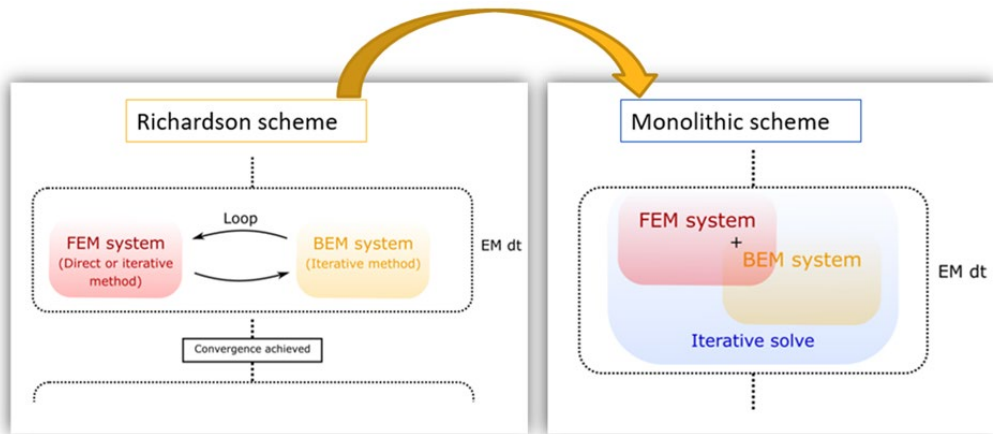 Richardson scheme
Loop
FEM system
(Direct or iterative
method)
BEM system
(Iterative method)
EM dt
Convergence achieved
Monolithic scheme
FEM system
+
BEM system
Iterative solve
EM dt